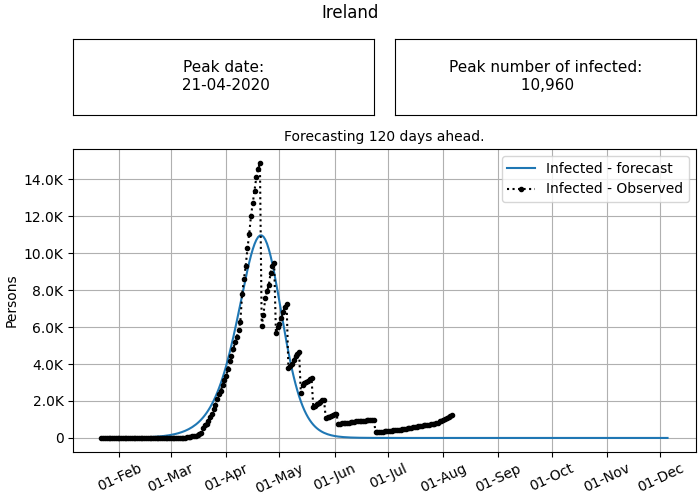 Ireland
Peak date:
21-04-2020
Peak number of infected:
10,960
Forecasting 120 days ahead.
Infected - forecast
Infected - Observed
Persons
14.0K
12.0K
10.0K
8.0K
6.0K
4.0K
2.0K
0
01-Feb
01-Mar
01-Apr
01-May
01-Jun
01-Jul
01-Aug
01-Sep
01-Oct
01-Nov
01-Dec